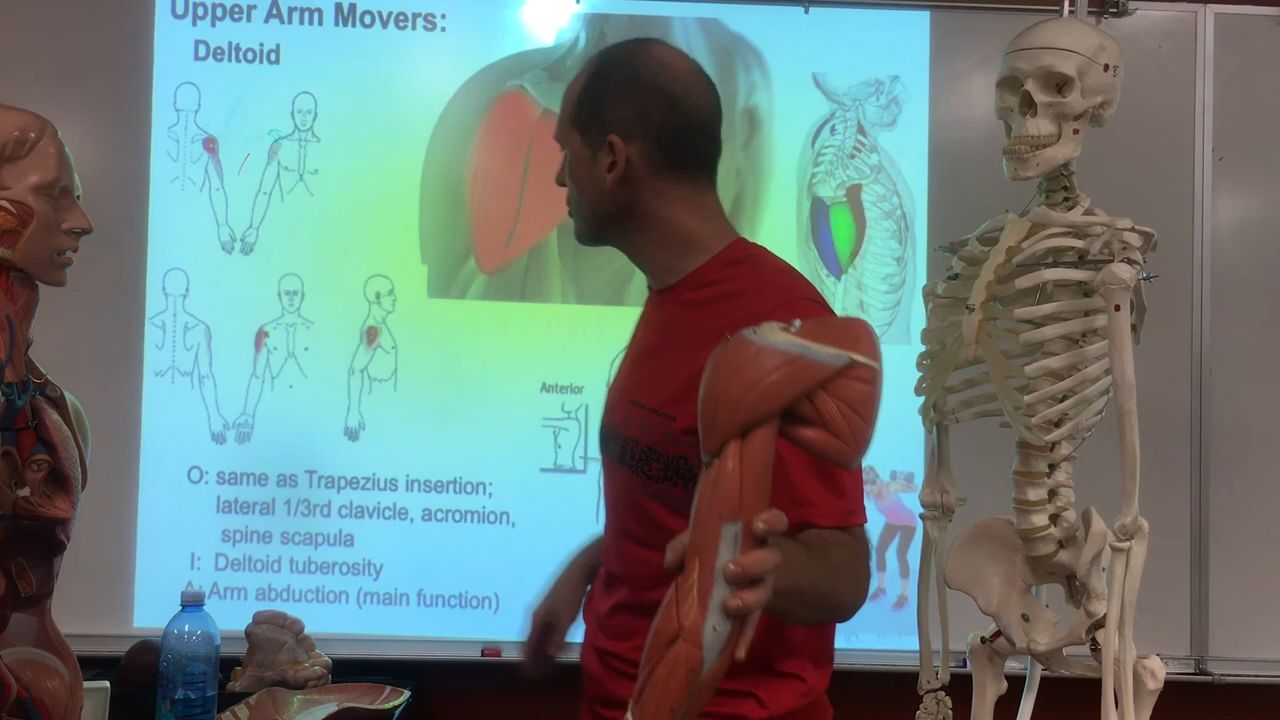 Upper Arm Movers:
Deltoid
Anterior
O: same as Trapezius insertion;
lateral 1/3rd clavicle, acromion,
spine scapula
I: Deltoid tuberosity
A: Arm abduction (main function)